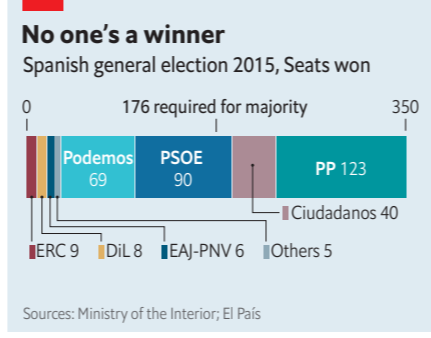 No one's a winner
Spanish general election 2015, Seats won
0 176 required for majority 350
Podemos
69
PSOE
90
PP 123
Ciudadanos 40
ERC 9 DiL 8 EAJ-PNV 6 Others 5
Sources: Ministry of the Interior; El País